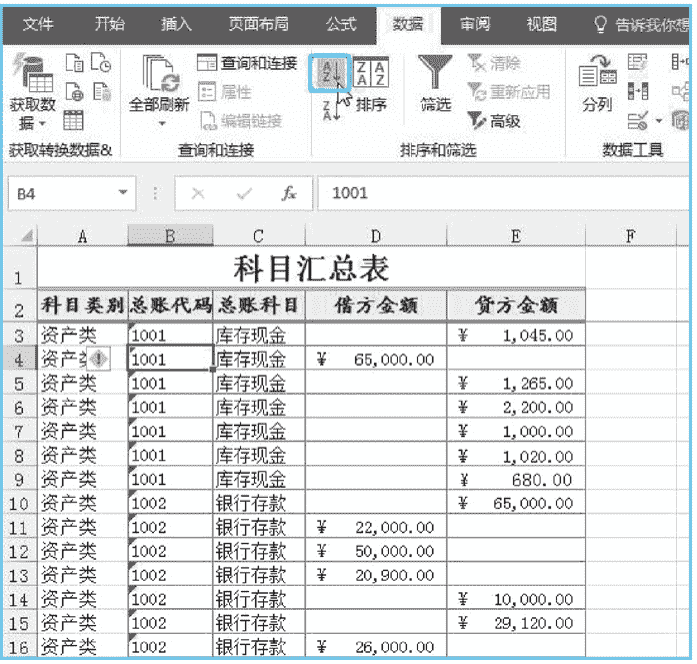 文件 开始 插入 页面布局 公式 数据 审阅 视图 告诉我你想
获取数据 全部刷新 查询和连接 属性 编辑链接 排序 筛选 清除 重新应用 高级 分列
获取转换数据& 查询和连接 排序和筛选 数据工具
B4 fx 1001
A B C D E F
1 科目汇总表
2 科目类别 总账代码 总账科目 借方金额 贷方金额
3 资产类 1001 库存现金 ¥ 1,045.00
4 资产 1001 库存现金 ¥ 65,000.00
5 资产类 1001 库存现金 ¥ 1,265.00
6 资产类 1001 库存现金 ¥ 2,200.00
7 资产类 1001 库存现金 ¥ 1,000.00
8 资产类 1001 库存现金 ¥ 1,020.00
9 资产类 1001 库存现金 ¥ 680.00
10 资产类 1002 银行存款 ¥ 65,000.00
11 资产类 1002 银行存款 ¥ 22,000.00
12 资产类 1002 银行存款 ¥ 50,000.00
13 资产类 1002 银行存款 ¥ 20,900.00
14 资产类 1002 银行存款 ¥ 10,000.00
15 资产类 1002 银行存款 ¥ 29,120.00
16 资产类 1002 银行存款 ¥ 26,000.00